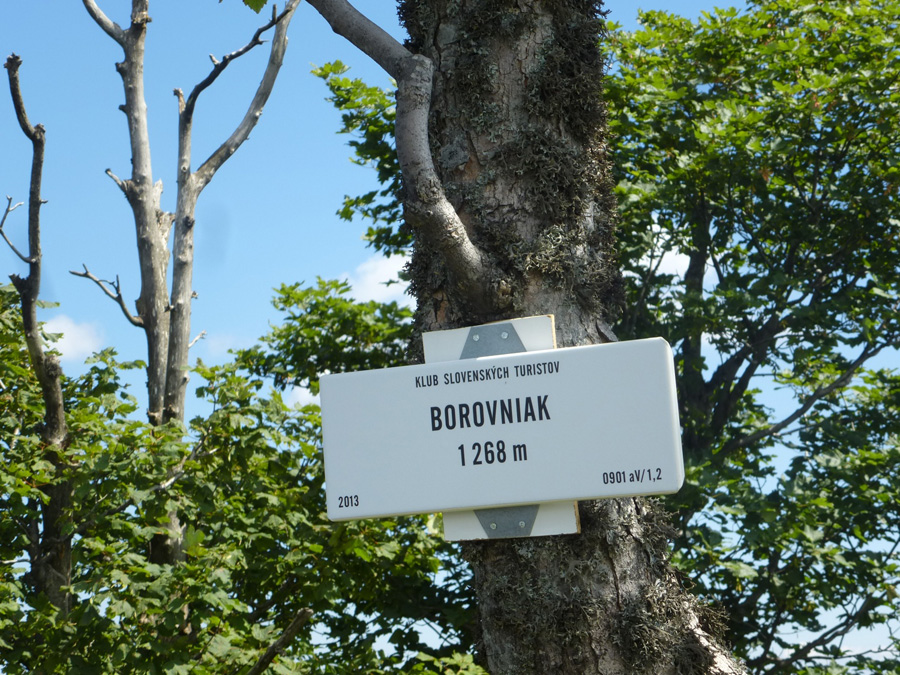 KLUB SLOVENSKÝCH TURISTOV
BOROVNIAK
1 268 m
2013
0901 aV/1,2